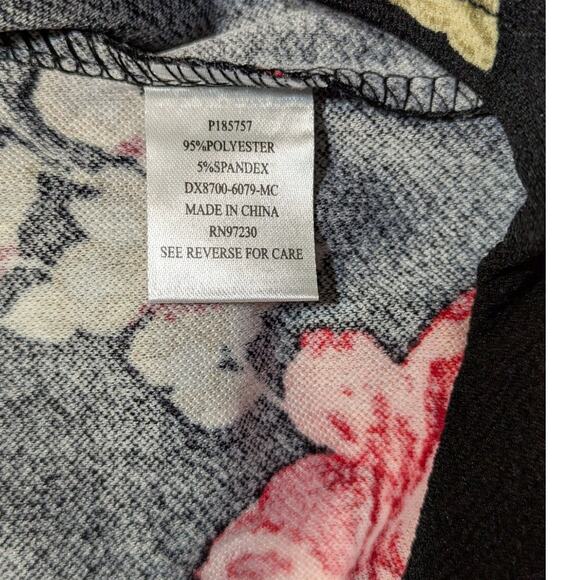 P185757
95%POLYESTER
5%SPANDEX
DX8700-6079-MC
MADE IN CHINA
RN97230
SEE REVERSE FOR CARE